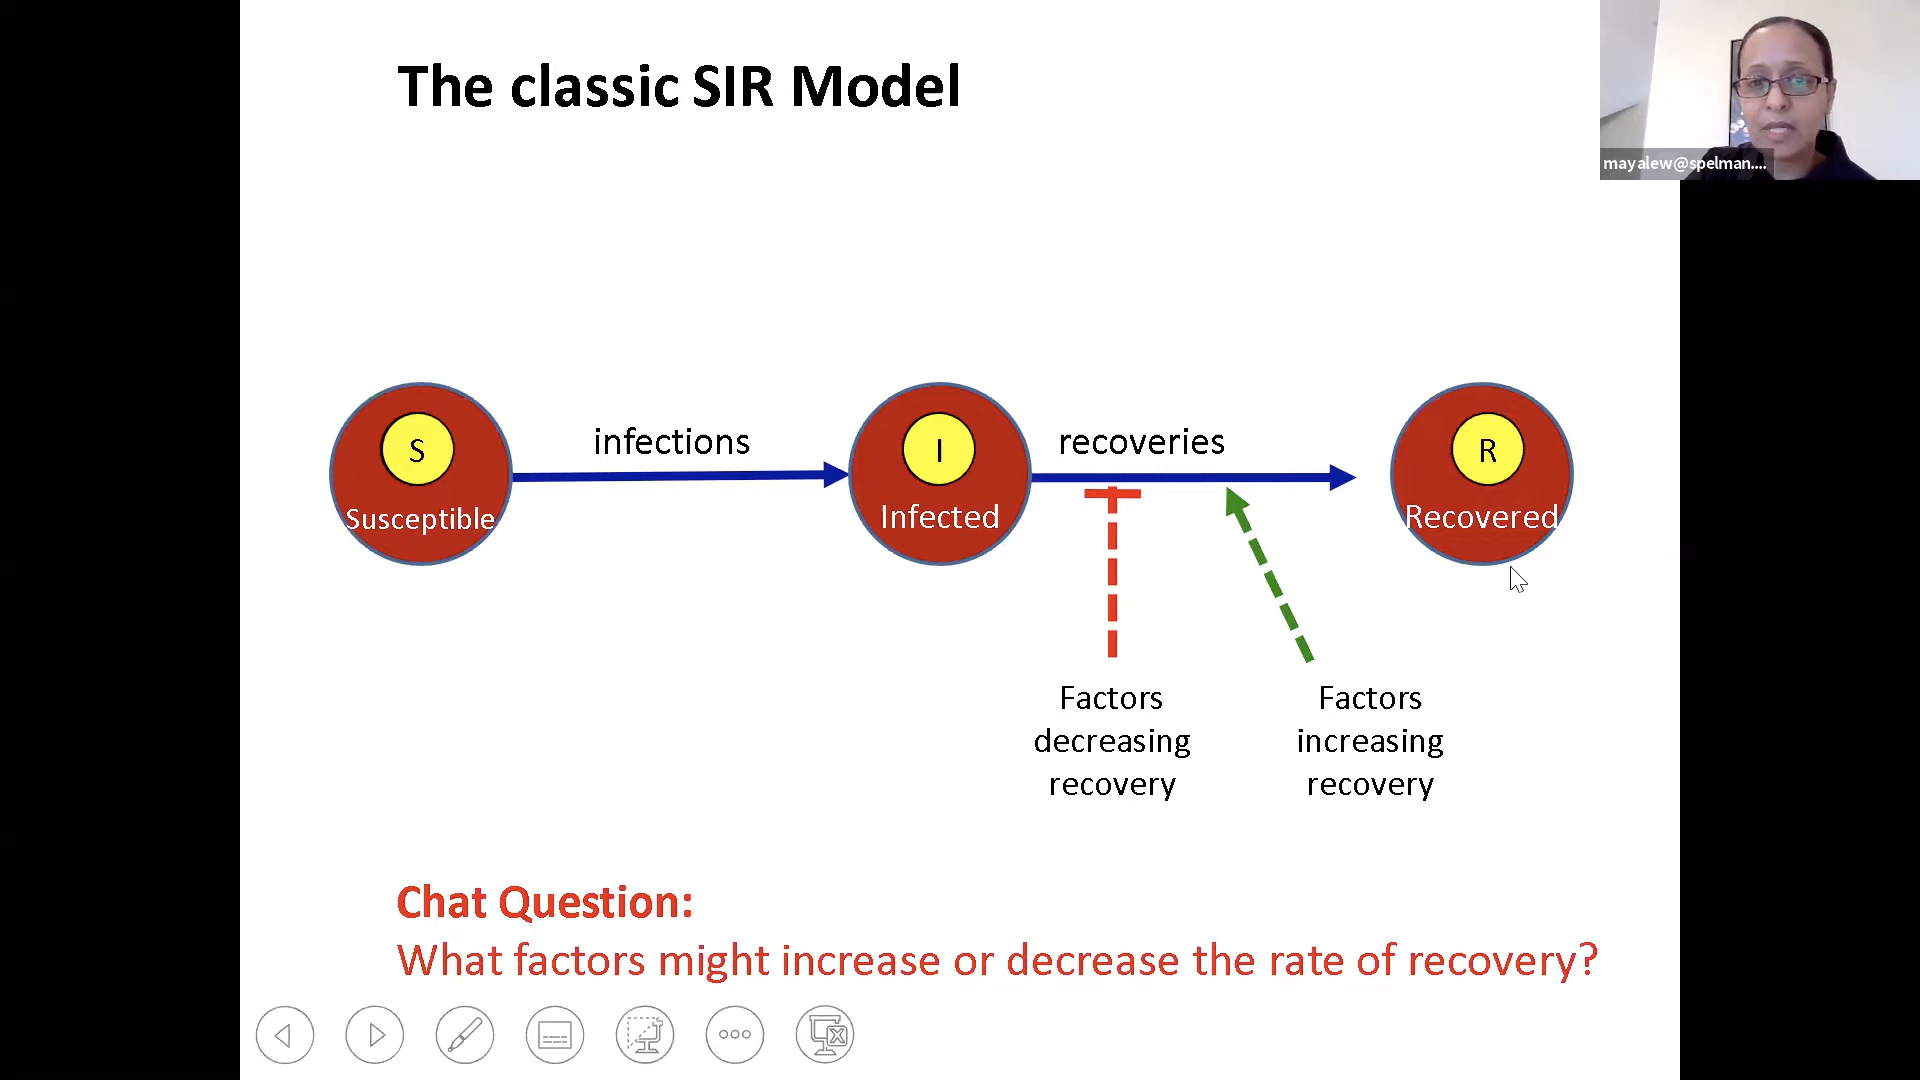 The classic SIR Model
mayalew@spelman....
S
infections
I
recoveries
R
Susceptible
Infected
Recovered
Factors
decreasing
recovery
Factors
increasing
recovery
Chat Question:
What factors might increase or decrease the rate of recovery?